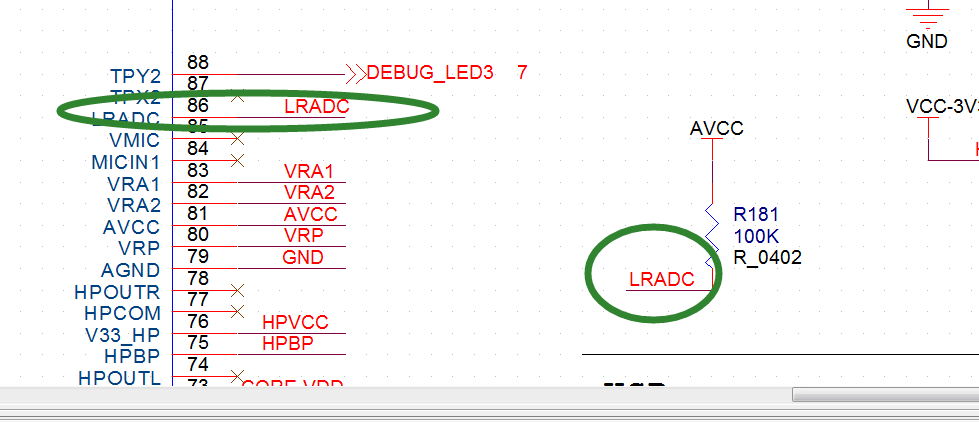 88
TPY2
DEBUG_LED3 7
87
TPX2
86
LRADC
LRADC
85
VMIC
84
MICIN1
83
VRA1
VRA1
82
VRA2
VRA2
81
AVCC
AVCC
80
VRP
VRP
79
GND
AGND
78
HPOUTR
77
HPCOM
76
HPVCC
V33_HP
75
HPBP
HPBP
74
HPOUTL
73
CORE-VDD
GND
AVCC
R181
100K
R_0402
LRADC
VCC-3V